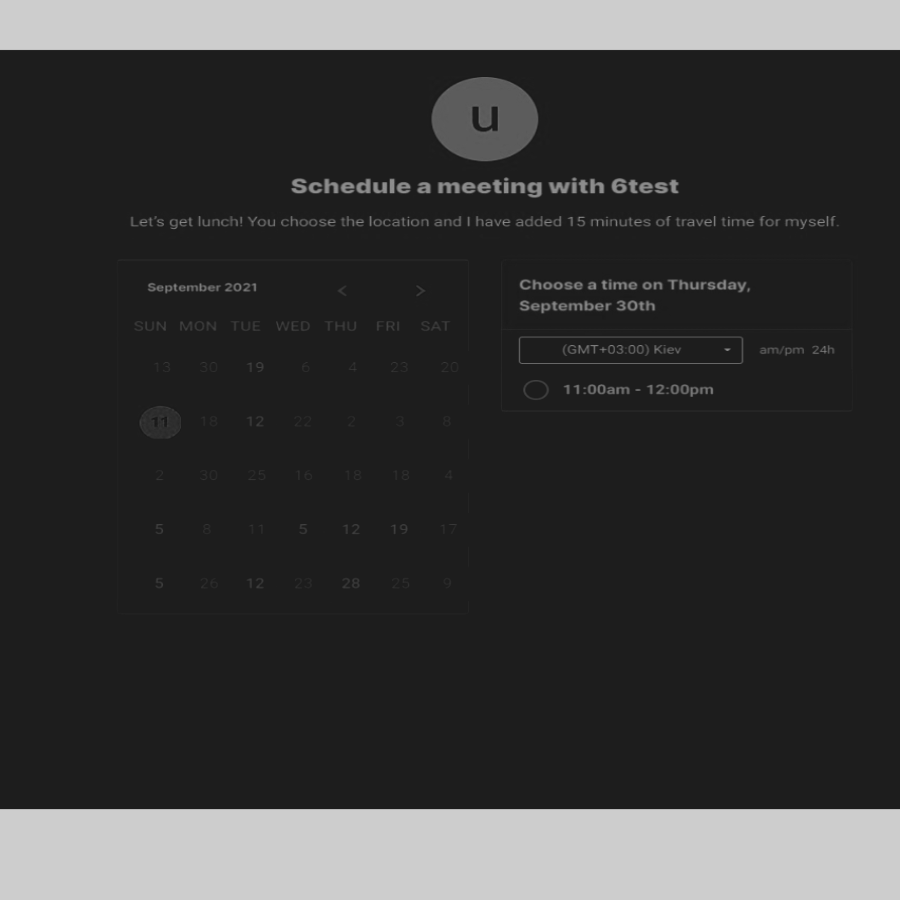 u
Schedule a meeting with 6test
Let's get lunch! You choose the location and I have added 15 minutes of travel time for myself.
September 2021 < >
SUN MON TUE WED THU FRI SAT
13 30 19 6 4 23 20
11 18 12 22 2 3 8
2 30 25 16 18 18 4
5 8 11 5 12 19 17
5 26 12 23 28 25 9
Choose a time on Thursday,
September 30th
(GMT+03:00) Kiev am/pm 24h
11:00am - 12:00pm